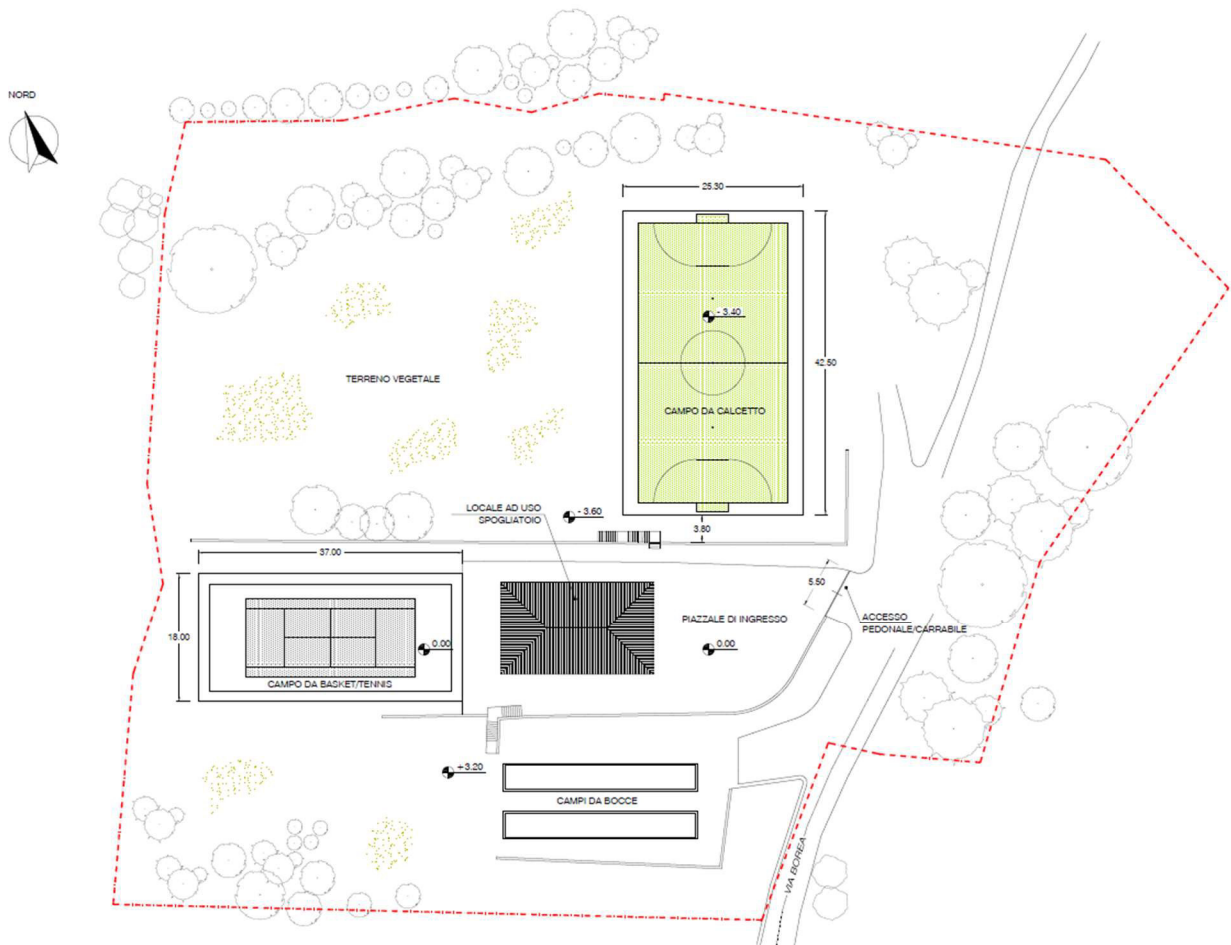 NORD
25.30
- 3.40
42.50
TERRENO VEGETALE
CAMPO DA CALCETTO
LOCALE AD USO
SPOGLIATOIO
- 3.60
3.80
37.00
5.50
18.00
0.00
PIAZZALE DI INGRESSO
0.00
ACCESSO
PEDONALE/CARRABILE
CAMPO DA BASKET/TENNIS
+3.20
CAMPI DA BOCCE
VIA BOREA